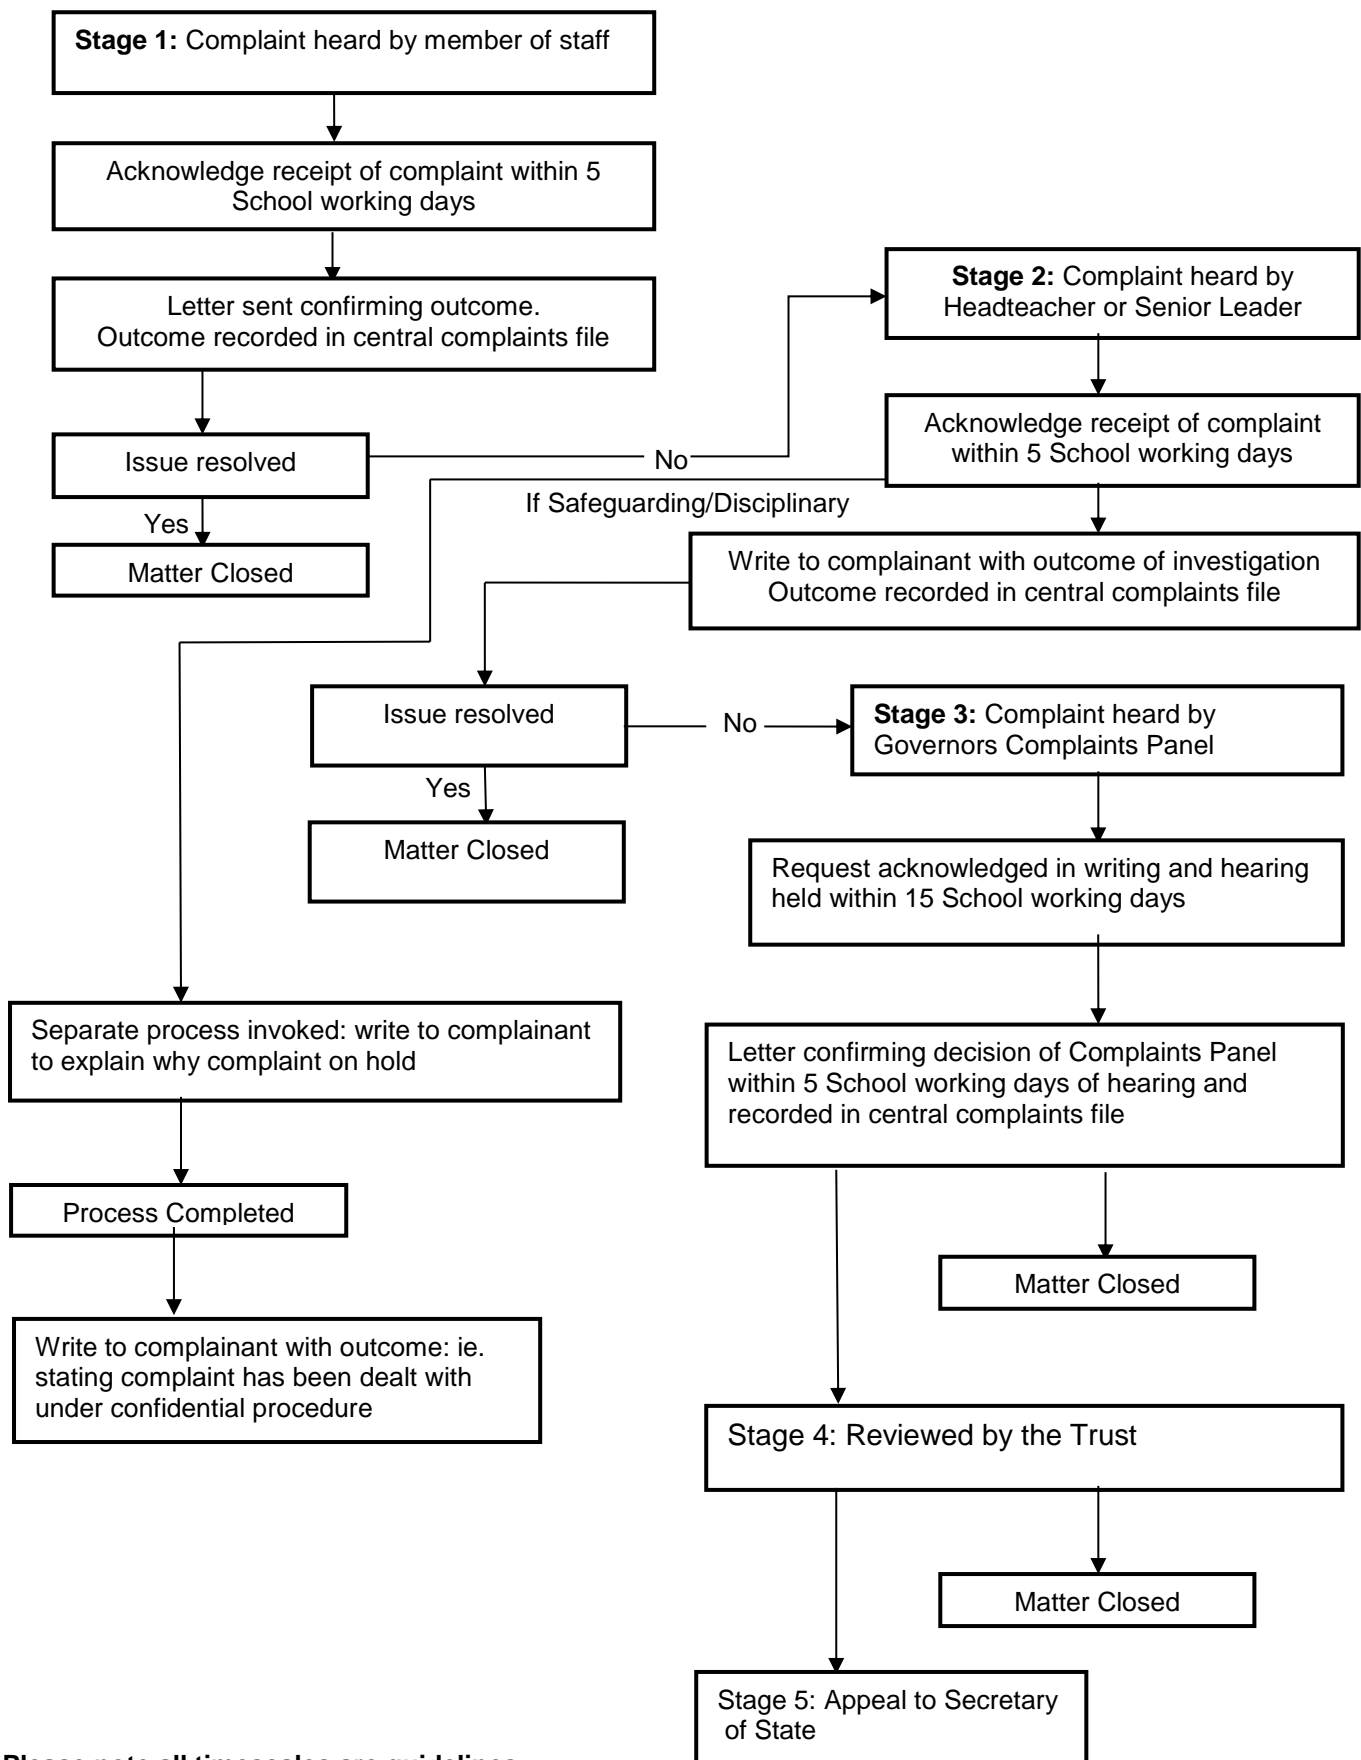 Stage 1: Complaint heard by member of staff
Acknowledge receipt of complaint within 5
School working days
Letter sent confirming outcome.
Outcome recorded in central complaints file
Issue resolved
No
Yes
Matter Closed
Stage 2: Complaint heard by
Headteacher or Senior Leader
Acknowledge receipt of complaint
within 5 School working days
If Safeguarding/Disciplinary
Write to complainant with outcome of investigation
Outcome recorded in central complaints file
Issue resolved
No
Yes
Matter Closed
Stage 3: Complaint heard by
Governors Complaints Panel
Request acknowledged in writing and hearing
held within 15 School working days
Separate process invoked: write to complainant
to explain why complaint on hold
Process Completed
Write to complainant with outcome: ie.
stating complaint has been dealt with
under confidential procedure
Letter confirming decision of Complaints Panel
within 5 School working days of hearing and
recorded in central complaints file
Matter Closed
Stage 4: Reviewed by the Trust
Matter Closed
Stage 5: Appeal to Secretary
of State
Please note all timescales are guidelines